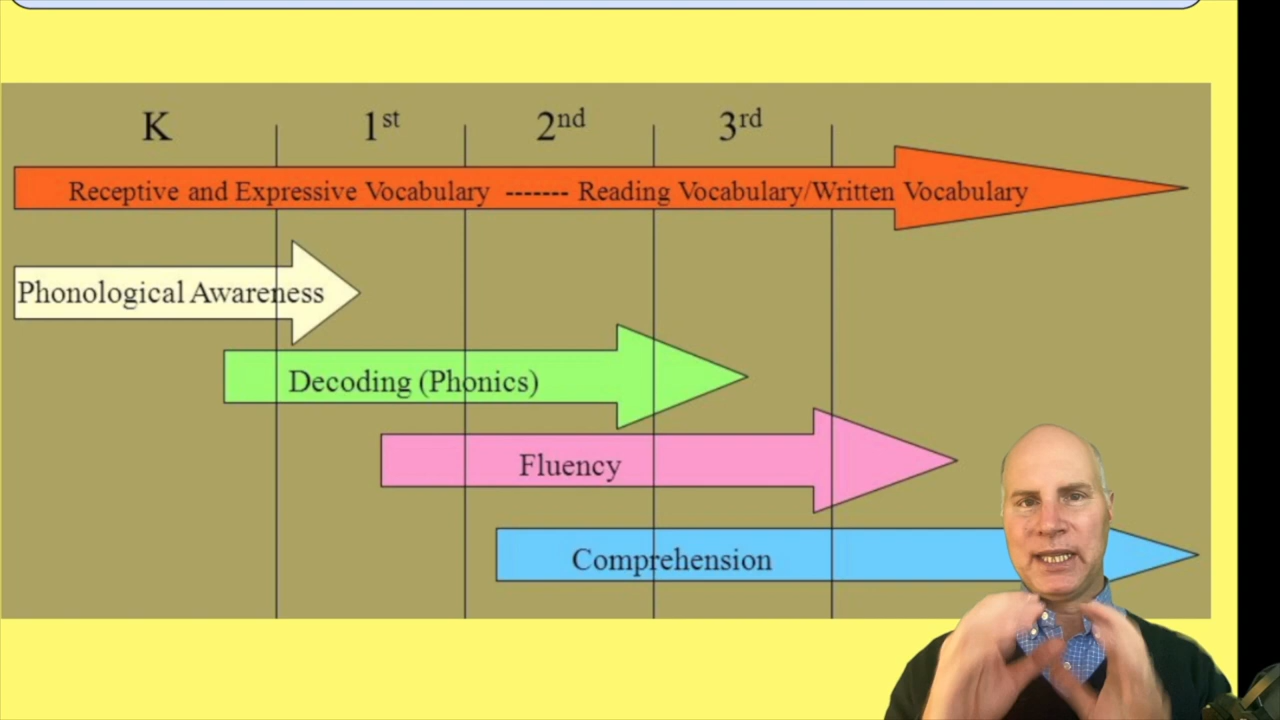 K 1st 2nd 3rd
Receptive and Expressive Vocabulary ------- Reading Vocabulary/Written Vocabulary
Phonological Awareness
Decoding (Phonics)
Fluency
Comprehension